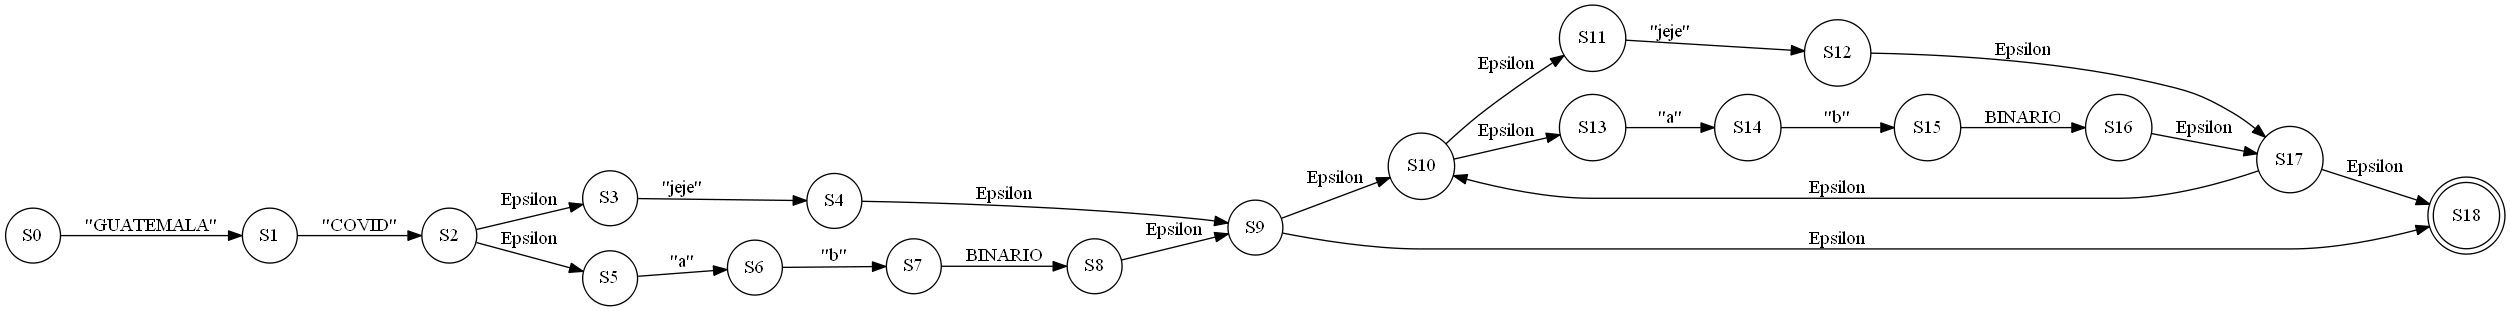 S0
"GUATEMALA"
S1
"COVID"
S2
Epsilon
S3
"jeje"
S4
Epsilon
Epsilon
S5
"a"
S6
"b"
S7
BINARIO
S8
Epsilon
S9
Epsilon
S10
Epsilon
S11
"jeje"
S12
Epsilon
Epsilon
S13
"a"
S14
"b"
S15
BINARIO
S16
Epsilon
S17
Epsilon
Epsilon
Epsilon
S18